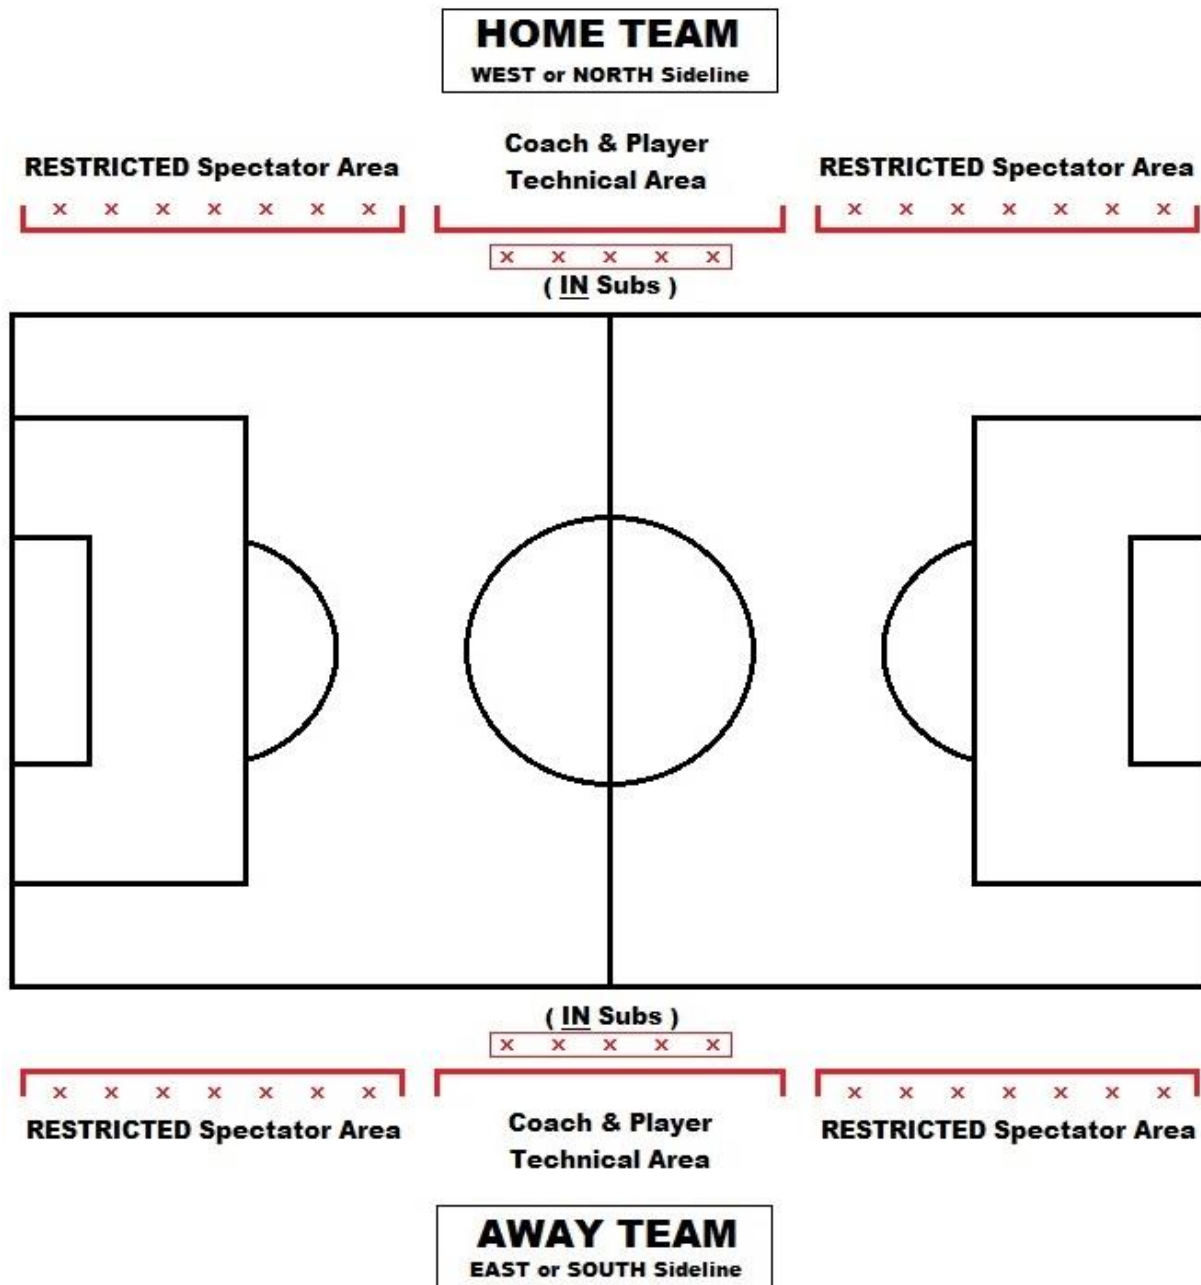 HOME TEAM
WEST or NORTH Sideline
Coach & Player
Technical Area
RESTRICTED Spectator Area
RESTRICTED Spectator Area
x x x x x x x
x x x x x x x
x x x x x
( IN Subs )
( IN Subs )
x x x x x
x x x x x x x
x x x x x x x
RESTRICTED Spectator Area
Coach & Player
Technical Area
RESTRICTED Spectator Area
AWAY TEAM
EAST or SOUTH Sideline